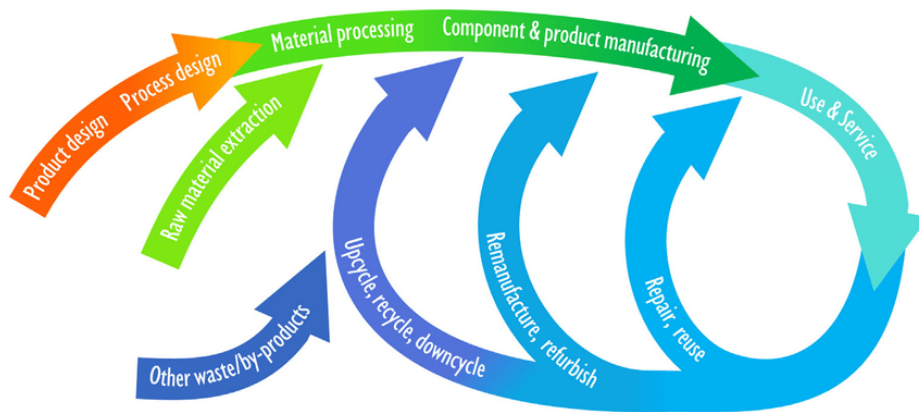 Product design
Process design
Material processing
Component & product manufacturing
Use & Service
Raw material extraction
Other waste/by-products
Upcycle, recycle, downcycle
Remanufacture, refurbish
Repair, reuse